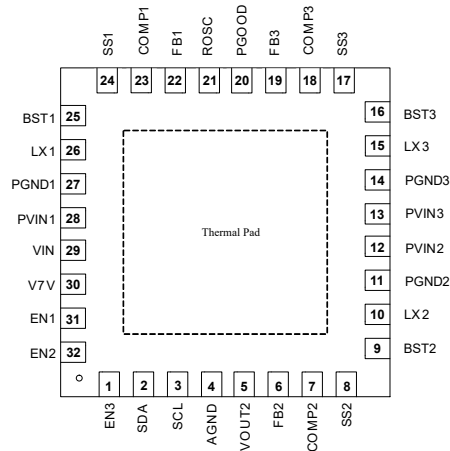 SS1 COMP1 FB1 ROSC PGOOD FB3 COMP3 SS3
24 23 22 21 20 19 18 17
BST1 25
LX1 26
PGND1 27
PVIN1 28
VIN 29
V7V 30
EN1 31
EN2 32
Thermal Pad
16 BST3
15 LX3
14 PGND3
13 PVIN3
12 PVIN2
11 PGND2
10 LX2
9 BST2
1 2 3 4 5 6 7 8
EN3 SDA SCL AGND VOUT2 FB2 COMP2 SS2